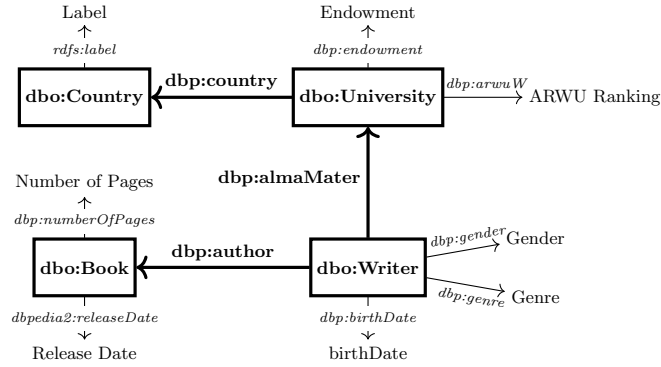 Label
Endowment
rdfs:label
dbp:endowment
dbo:Country
dbp:country
dbo:University
dbp:arwuW
ARWU Ranking
dbp:almaMater
Number of Pages
dbp:numberOfPages
dbo:Book
dbp:author
dbo:Writer
dbp:gender
Gender
dbp:genre
Genre
dbpedia2:releaseDate
dbp:birthDate
Release Date
birthDate